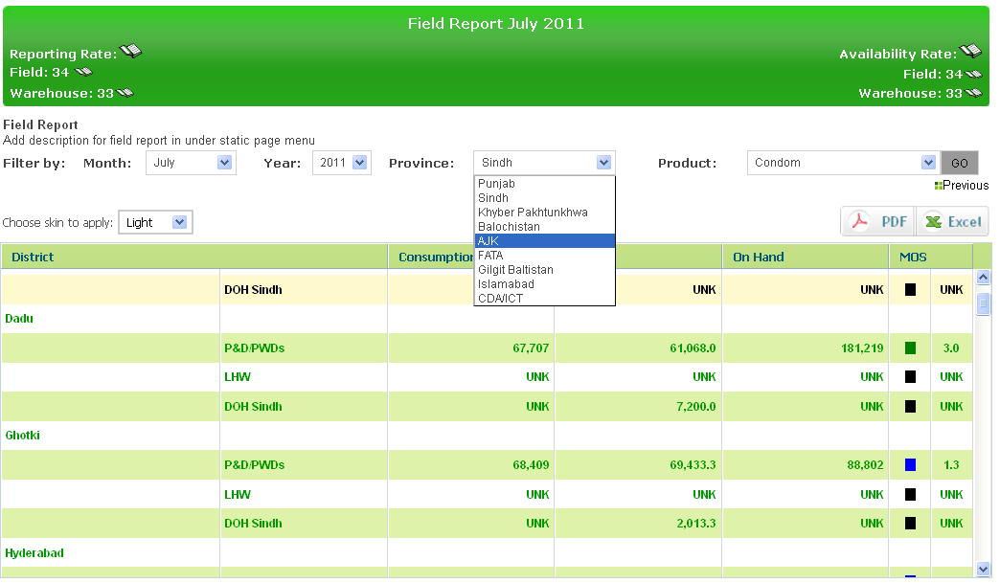 Field Report July 2011
Reporting Rate:
Field: 34
Warehouse: 33
Availability Rate:
Field: 34
Warehouse: 33
Field Report
Add description for field report in under static page menu
Filter by: Month: July Year: 2011 Province: Sindh Product: Condom GO
Punjab
Sindh
Khyber Pakhtunkhwa
Balochistan
AJK
FATA
Gilgit Baltistan
Islamabad
CDA/ICT
Previous
Choose skin to apply: Light PDF Excel
District Consumption On Hand MOS
DOH Sindh UNK UNK UNK
Dadu
P&D/PWDs 67,707 61,068.0 181,219 3.0
LHW UNK UNK UNK UNK
DOH Sindh UNK 7,200.0 UNK UNK
Ghotki
P&D/PWDs 68,409 69,433.3 88,802 1.3
LHW UNK UNK UNK UNK
DOH Sindh UNK 2,013.3 UNK UNK
Hyderabad